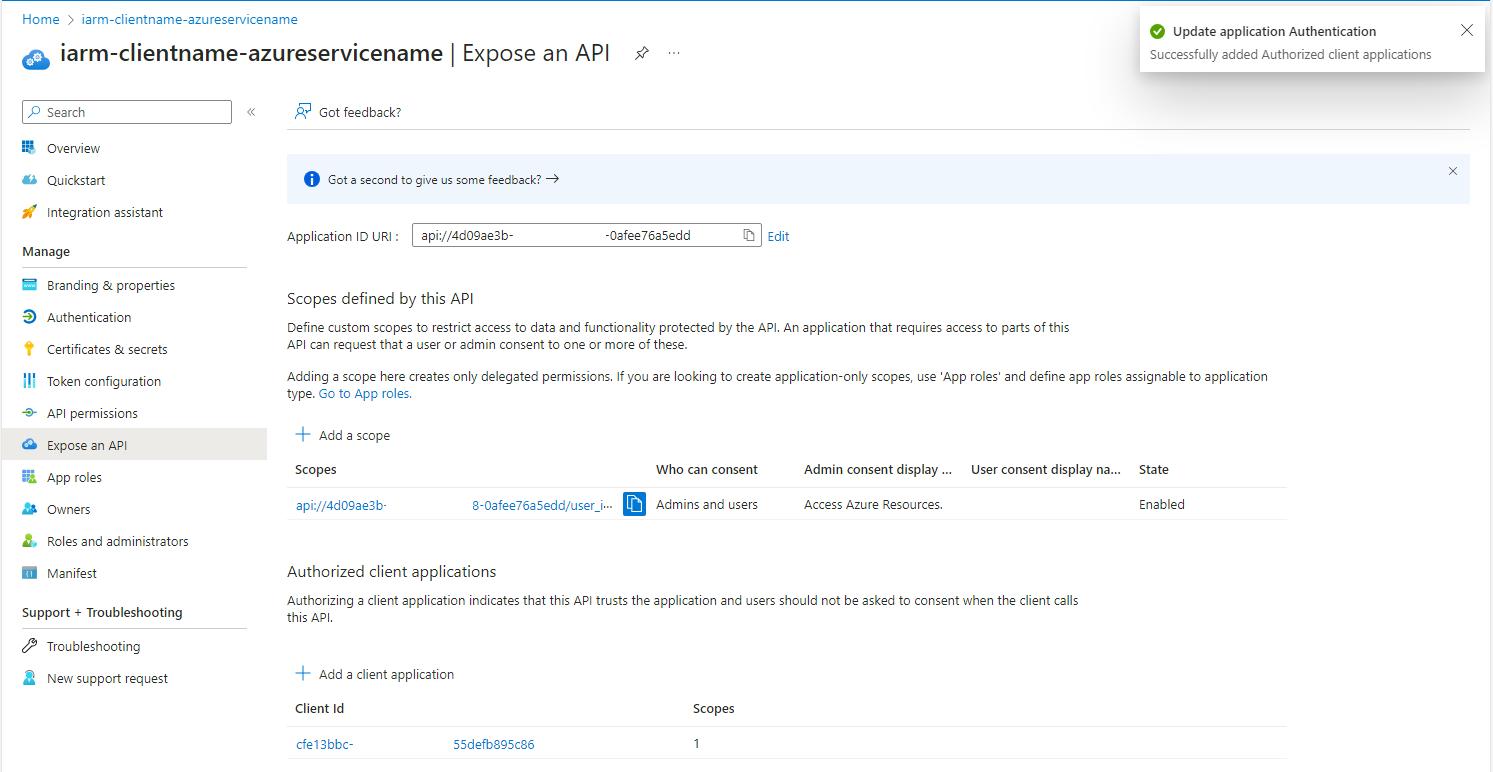 Home > iarm-clientname-azureservicename
iarm-clientname-azureservicename | Expose an API
Update application Authentication
Successfully added Authorized client applications
Search
Got feedback?
Overview
Quickstart
Integration assistant
Manage
Branding & properties
Authentication
Certificates & secrets
Token configuration
API permissions
Expose an API
App roles
Owners
Roles and administrators
Manifest
Support + Troubleshooting
Troubleshooting
New support request
Got a second to give us some feedback? →
Application ID URI : api://4d09ae3b- -0afee76a5edd Edit
Scopes defined by this API
Define custom scopes to restrict access to data and functionality protected by the API. An application that requires access to parts of this
API can request that a user or admin consent to one or more of these.
Adding a scope here creates only delegated permissions. If you are looking to create application-only scopes, use 'App roles' and define app roles assignable to application
type. Go to App roles.
Add a scope
Scopes Who can consent Admin consent display ... User consent display na... State
api://4d09ae3b- 8-0afee76a5edd/user_i... Admins and users Access Azure Resources. Enabled
Authorized client applications
Authorizing a client application indicates that this API trusts the application and users should not be asked to consent when the client calls
this API.
Add a client application
Client Id Scopes
cfe13bbc- 55defb895c86 1